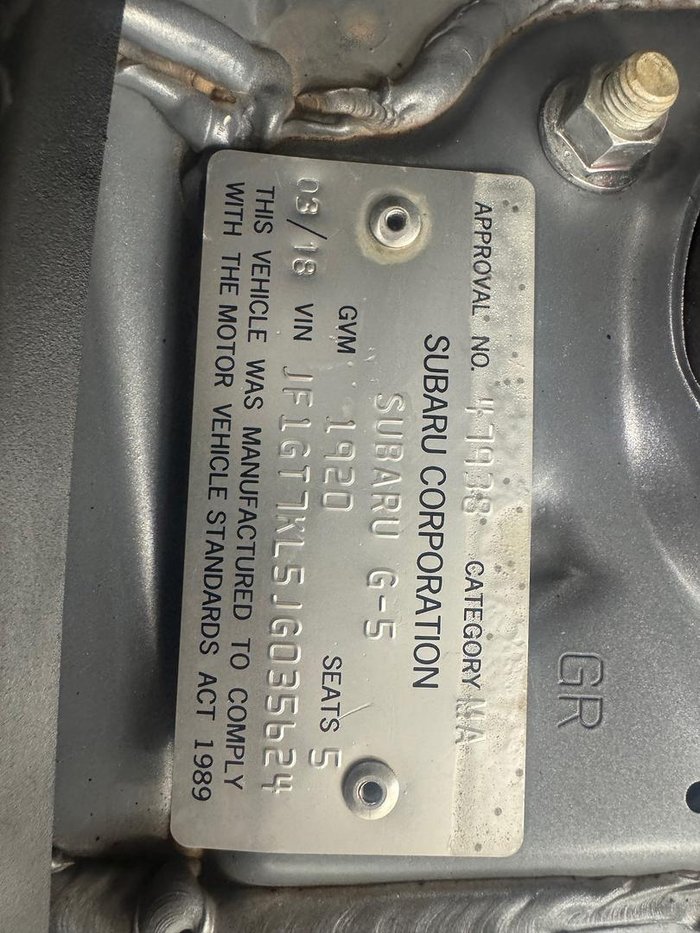 APPROVAL NO. 47938 CATEGORY MA
SUBARU CORPORATION
SUBARU G-5
GVM 1920 SEATS 5
03/18 VIN JF1GT7KL5JG035624
THIS VEHICLE WAS MANUFACTURED TO COMPLY
WITH THE MOTOR VEHICLE STANDARDS ACT 1989
GR